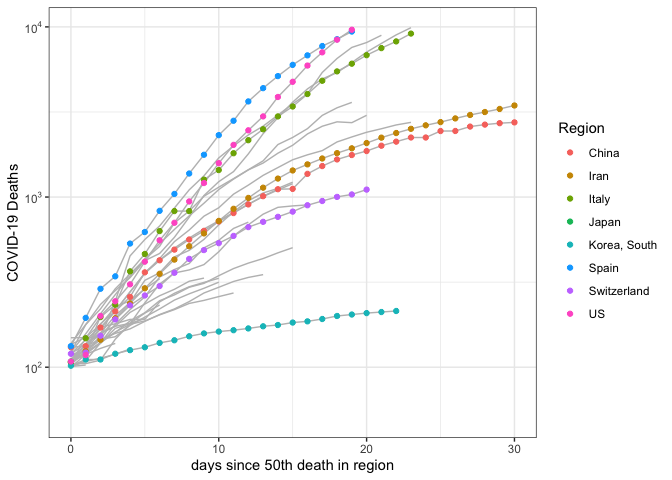 10⁴
10³
10²
COVID-19 Deaths
0
10
20
30
days since 50th death in region
Region
China
Iran
Italy
Japan
Korea, South
Spain
Switzerland
US